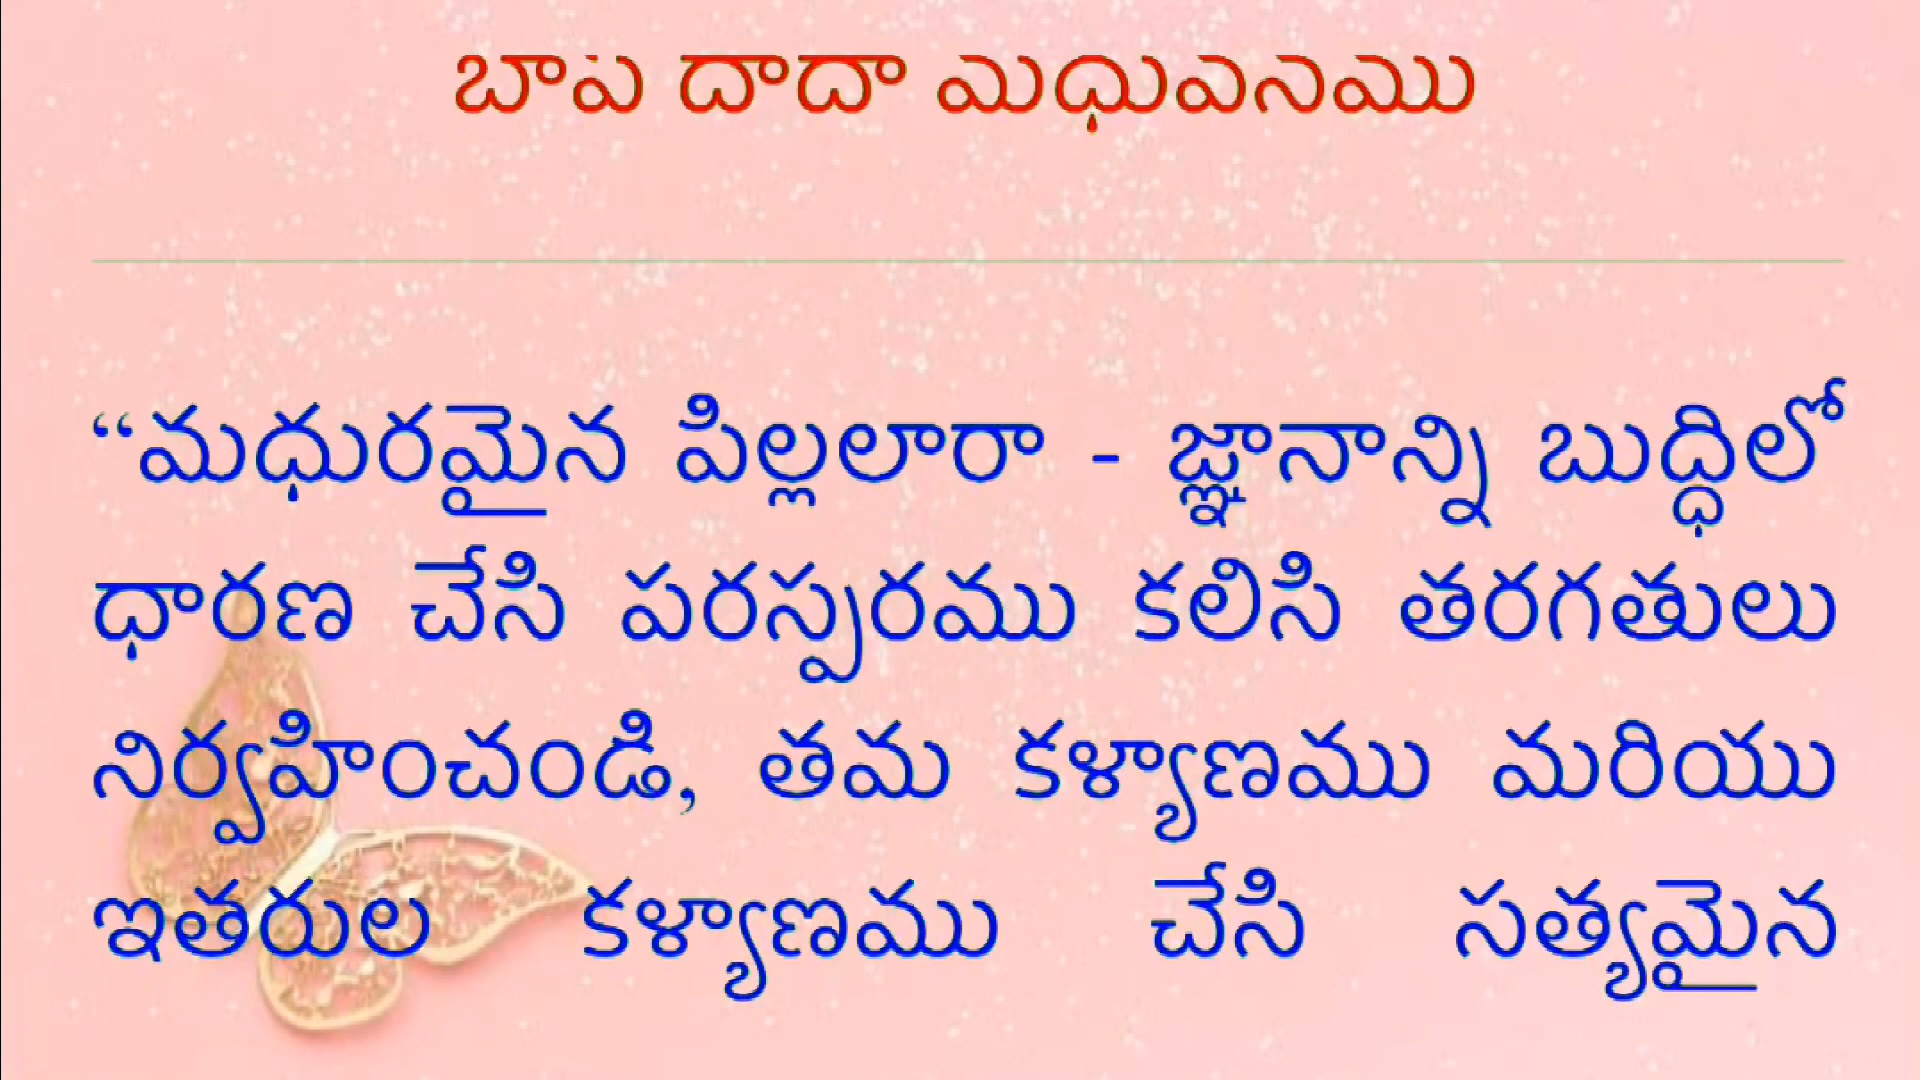 బాప్ దాదా మధువనము
“మధురమైన పిల్లలారా - జ్ఞానాన్ని బుద్ధిలో
ధారణ చేసి పరస్పరము కలిసి తరగతులు
నిర్వహించండి, తమ కళ్యాణము మరియు
ఇతరుల కళ్యాణము చేసి సత్యమైన